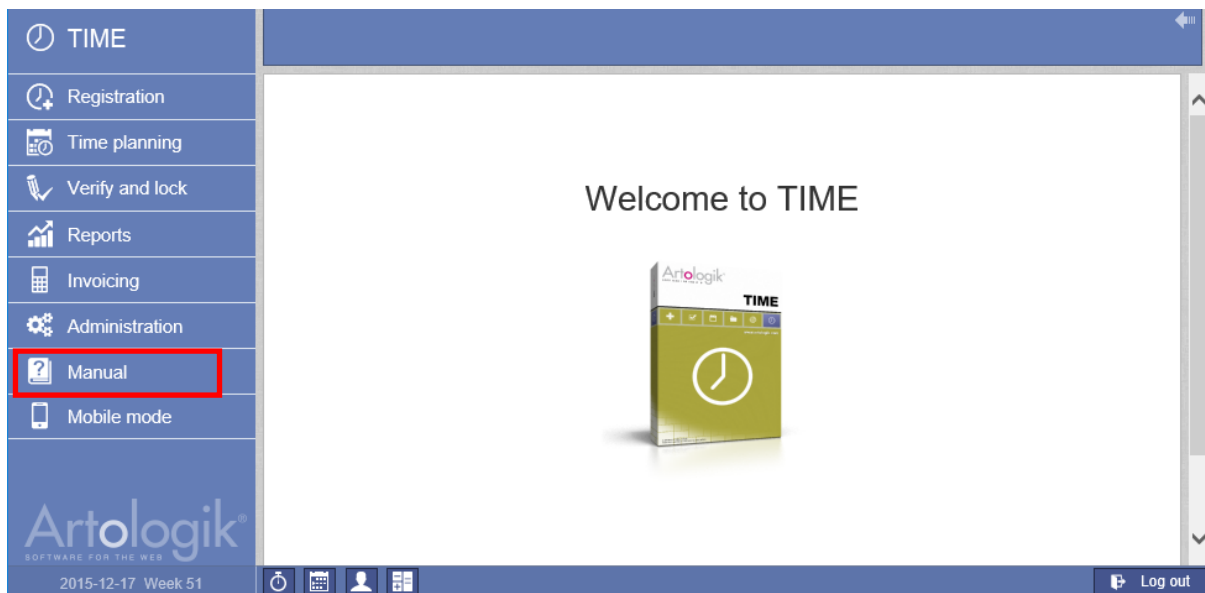 TIME
Registration
Time planning
Verify and lock
Reports
Invoicing
Administration
Manual
Mobile mode
Artologik®
SOFTWARE FOR THE WEB
2015-12-17 Week 51
Welcome to TIME
Artologik
TIME
Log out